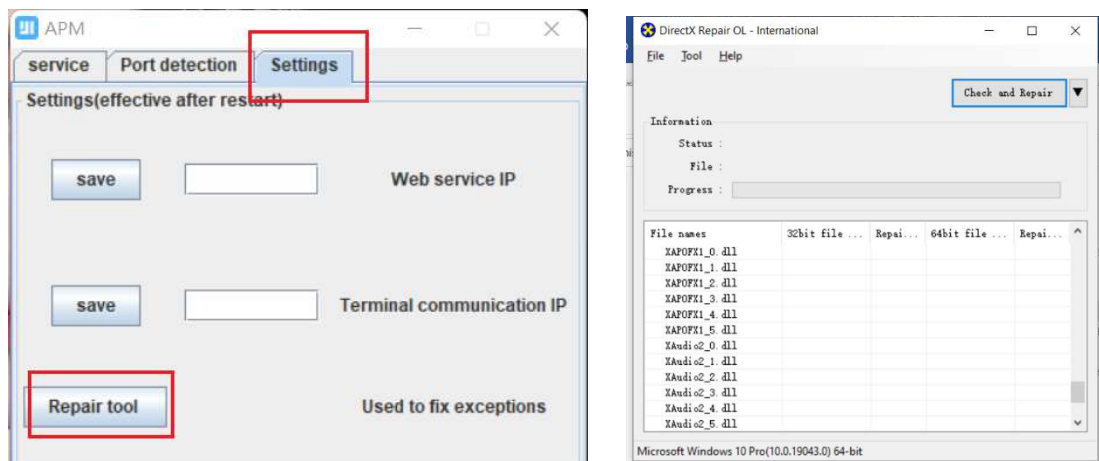 APM
service Port detection Settings
Settings(effective after restart)
save Web service IP
save Terminal communication IP
Repair tool Used to fix exceptions
DirectX Repair OL - International
File Tool Help
Check and Repair
Information
Status :
File :
Progress :
File names 32bit file ... Repai... 64bit file ... Repai...
XAPOFX1_0.dll
XAPOFX1_1.dll
XAPOFX1_2.dll
XAPOFX1_3.dll
XAPOFX1_4.dll
XAPOFX1_5.dll
XAudio2_0.dll
XAudio2_1.dll
XAudio2_2.dll
XAudio2_3.dll
XAudio2_4.dll
XAudio2_5.dll
Microsoft Windows 10 Pro(10.0.19043.0) 64-bit